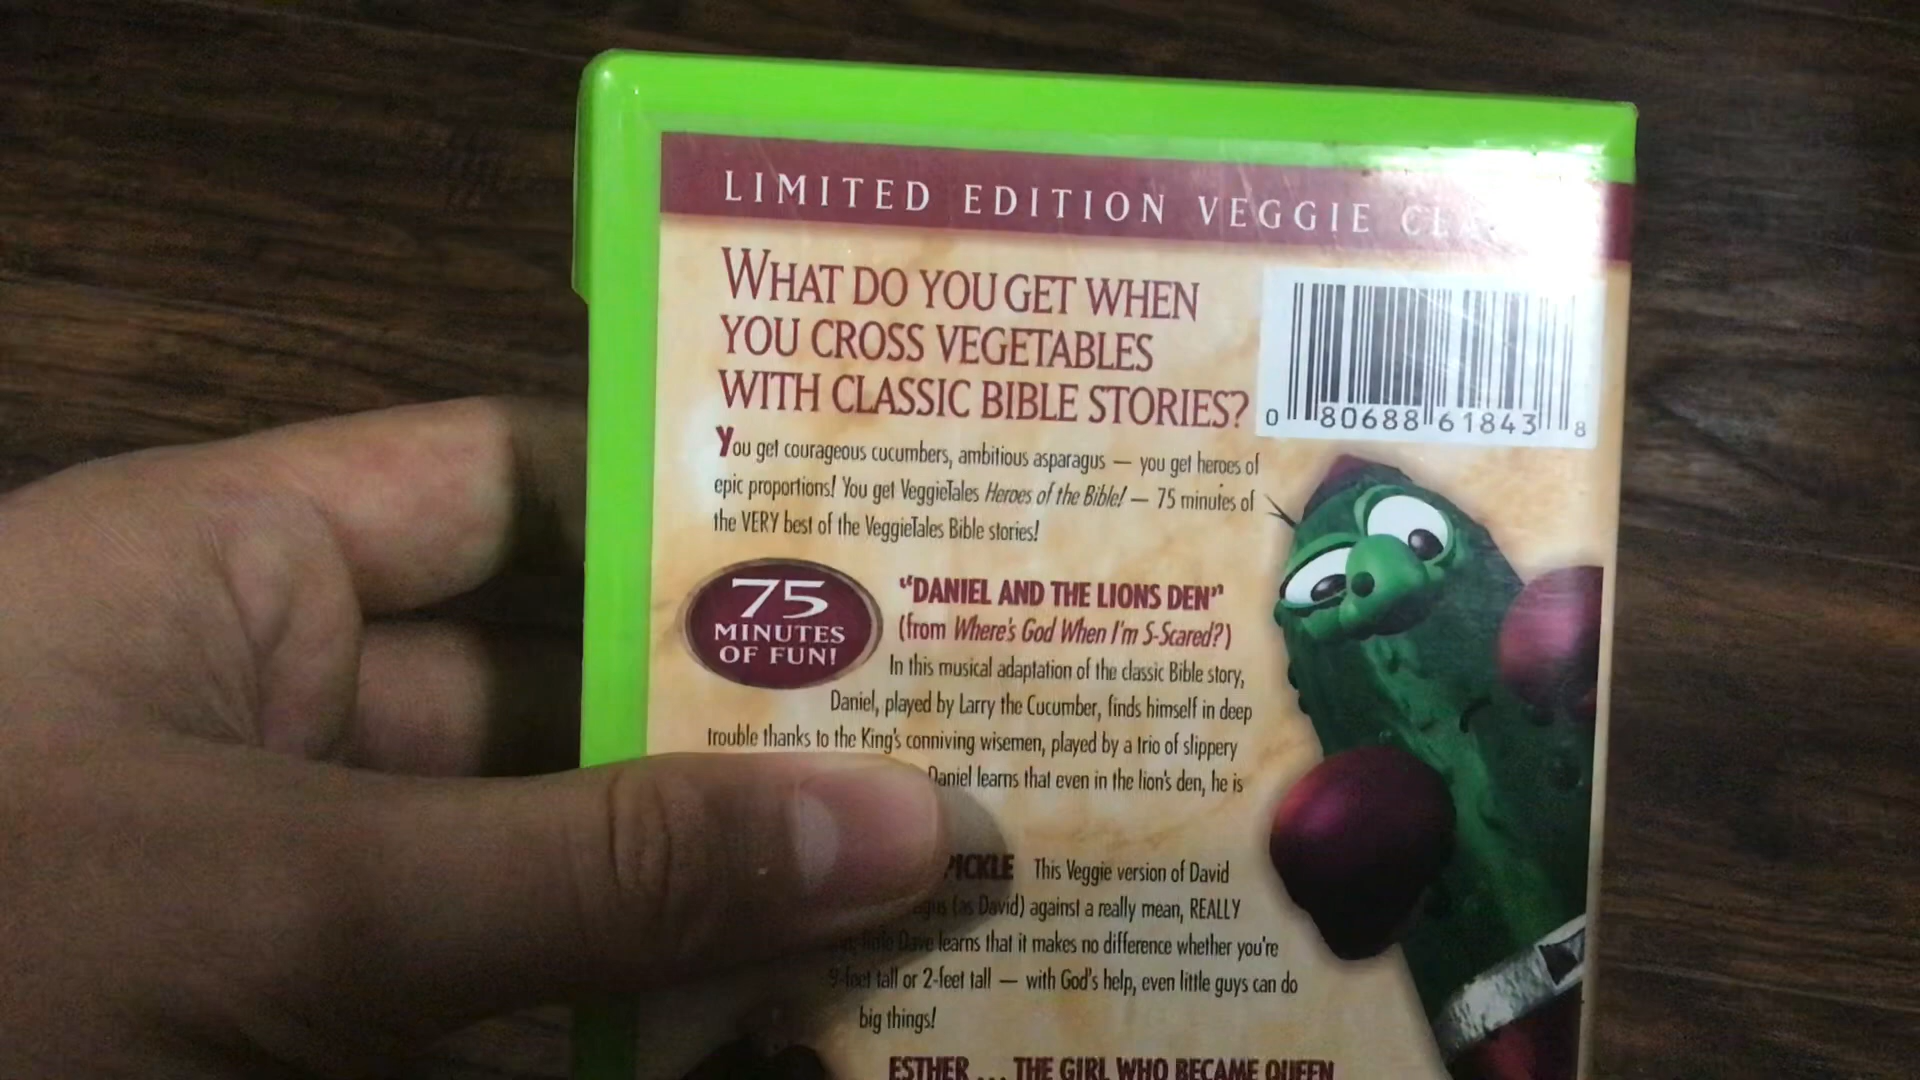 LIMITED EDITION VEGGIE
WHAT DO YOU GET WHEN
YOU CROSS VEGETABLES
WITH CLASSIC BIBLE STORIES?
0 80688 61843 8
You get courageous cucumbers, ambitious asparagus — you get heroes of
epic proportions! You get VeggieTales Heroes of the Bible! — 75 minutes of
the VERY best of the VeggieTales Bible stories!
75
MINUTES
OF FUN!
"DANIEL AND THE LIONS DEN"
(from Where's God When I'm S-Scared?)
In this musical adaptation of the classic Bible story,
Daniel, played by Larry the Cucumber, finds himself in deep
trouble thanks to the King's conniving wisemen, played by a trio of slippery
Daniel learns that even in the lion's den, he is
PICKLE This Veggie version of David
(as David) against a really mean, REALLY
little Dave learns that it makes no difference whether you're
9-feet tall or 2-feet tall — with God's help, even little guys can do
big things!
ESTHER . . . THE GIRL WHO BECAME QUEEN